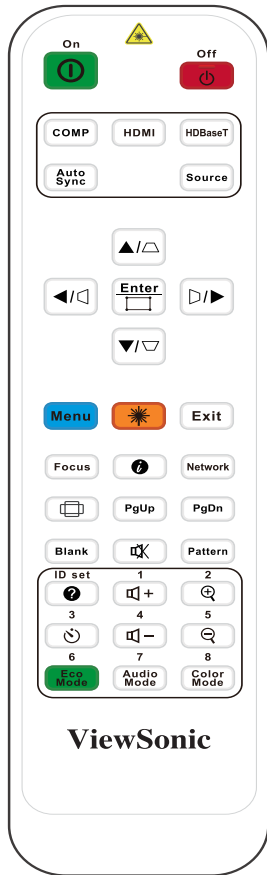 On
Off
COMP HDMI HDBaseT
Auto
Sync
Source
Enter
Menu
Exit
Focus
Network
PgUp PgDn
Blank
Pattern
ID set 1 2
+
3 4 5
−
6 7 8
Eco
Mode
Audio
Mode
Color
Mode
ViewSonic